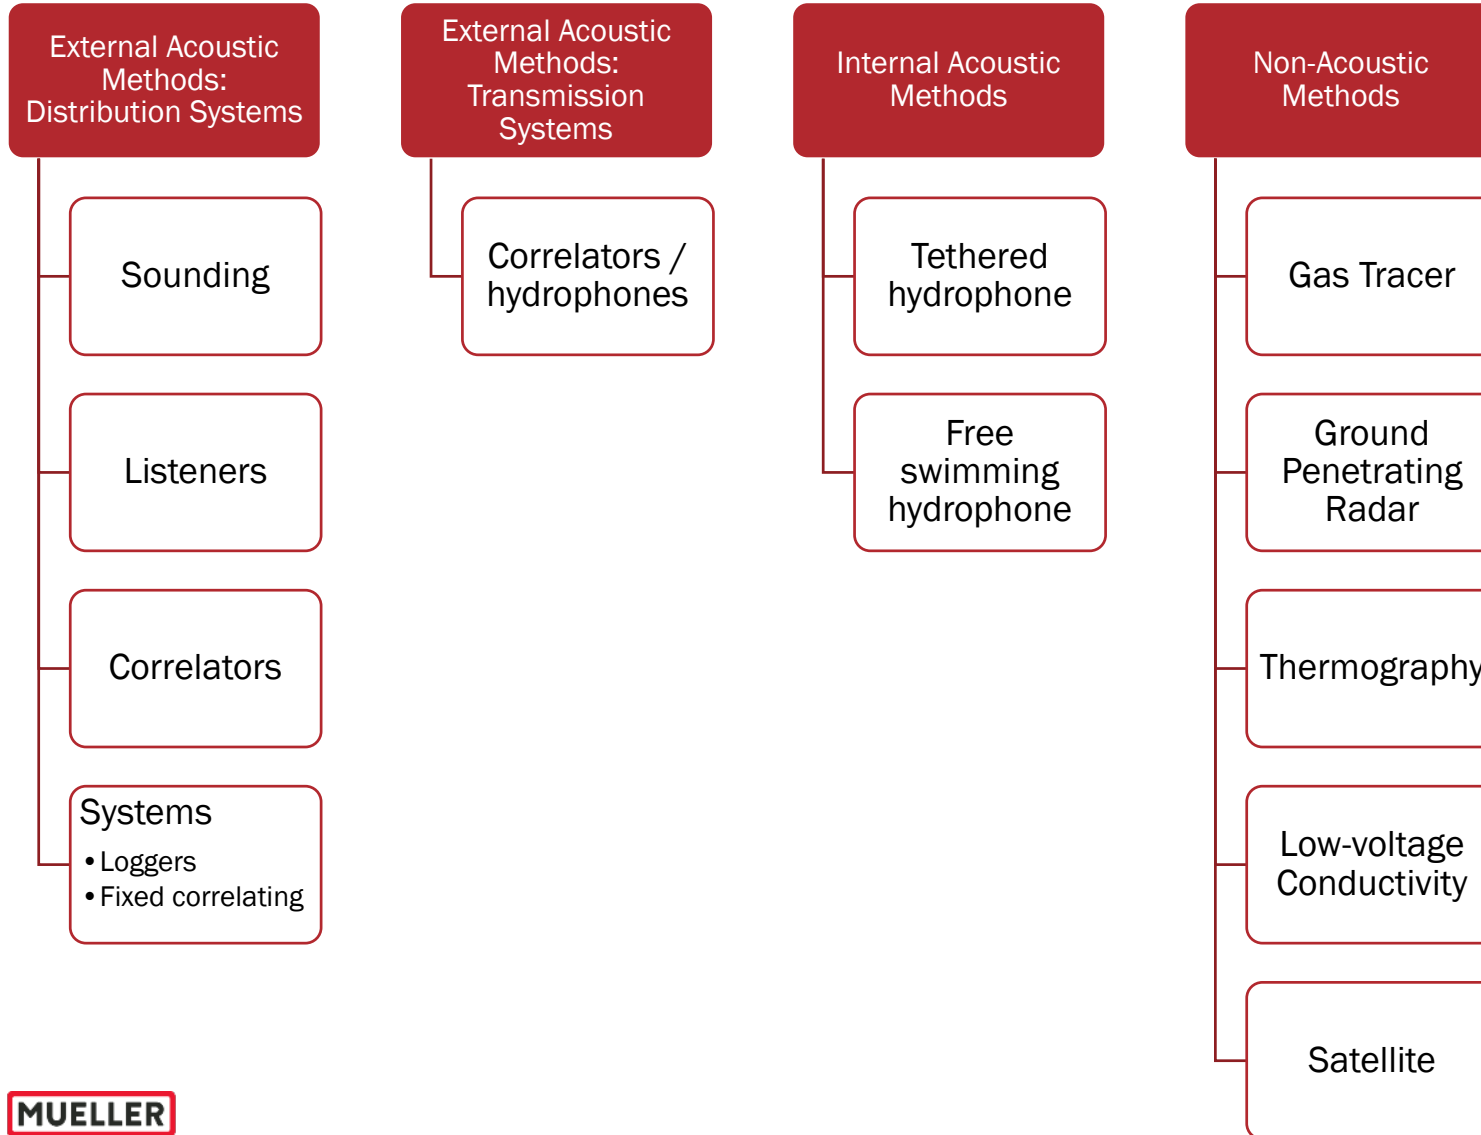 External Acoustic
Methods:
Distribution Systems
Sounding
Listeners
Correlators
Systems
• Loggers
• Fixed correlating
External Acoustic
Methods:
Transmission
Systems
Correlators /
hydrophones
Internal Acoustic
Methods
Tethered
hydrophone
Free
swimming
hydrophone
Non-Acoustic
Methods
Gas Tracer
Ground
Penetrating
Radar
Thermography
Low-voltage
Conductivity
Satellite
MUELLER